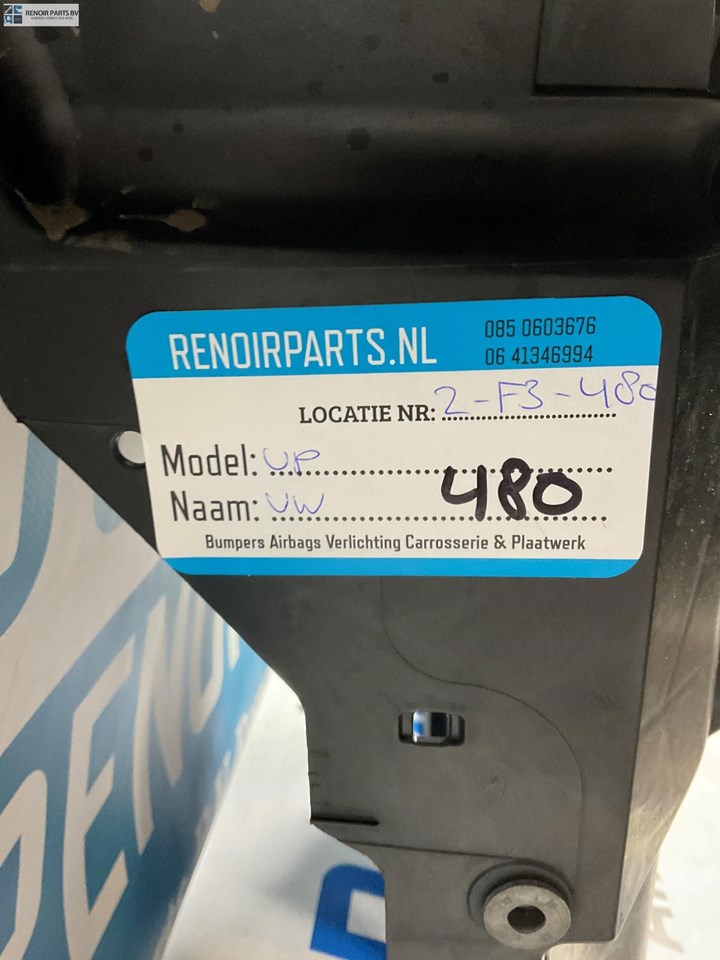 RENOIR PARTS BV
RENOIRPARTS.NL
085 0603676
06 41346994
LOCATIE NR: 2-F3-480
Model: UP
Naam: VW
480
Bumpers Airbags Verlichting Carrosserie & Plaatwerk